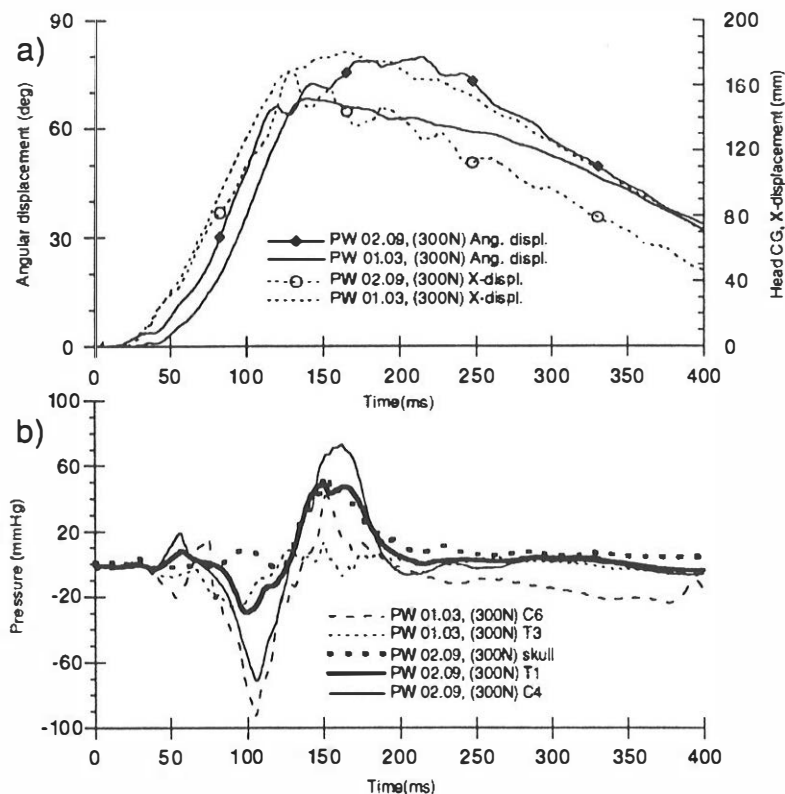 a)
90
60
30
0
Angular displacement (deg)
200
160
120
80
40
0
Head CG, X-displacement (mm)
PW 02.09, (300N) Ang. displ.
PW 01.03, (300N) Ang. displ.
PW 02.09, (300N) X-displ.
PW 01.03, (300N) X-displ.
0 50 100 150 200 250 300 350 400
Time(ms)
b)
100
60
20
-20
-60
-100
Pressure (mmHg)
PW 01.03, (300N) C6
PW 01.03, (300N) T3
PW 02.09, (300N) skull
PW 02.09, (300N) T1
PW 02.09, (300N) C4
0 50 100 150 200 250 300 350 400
Time(ms)